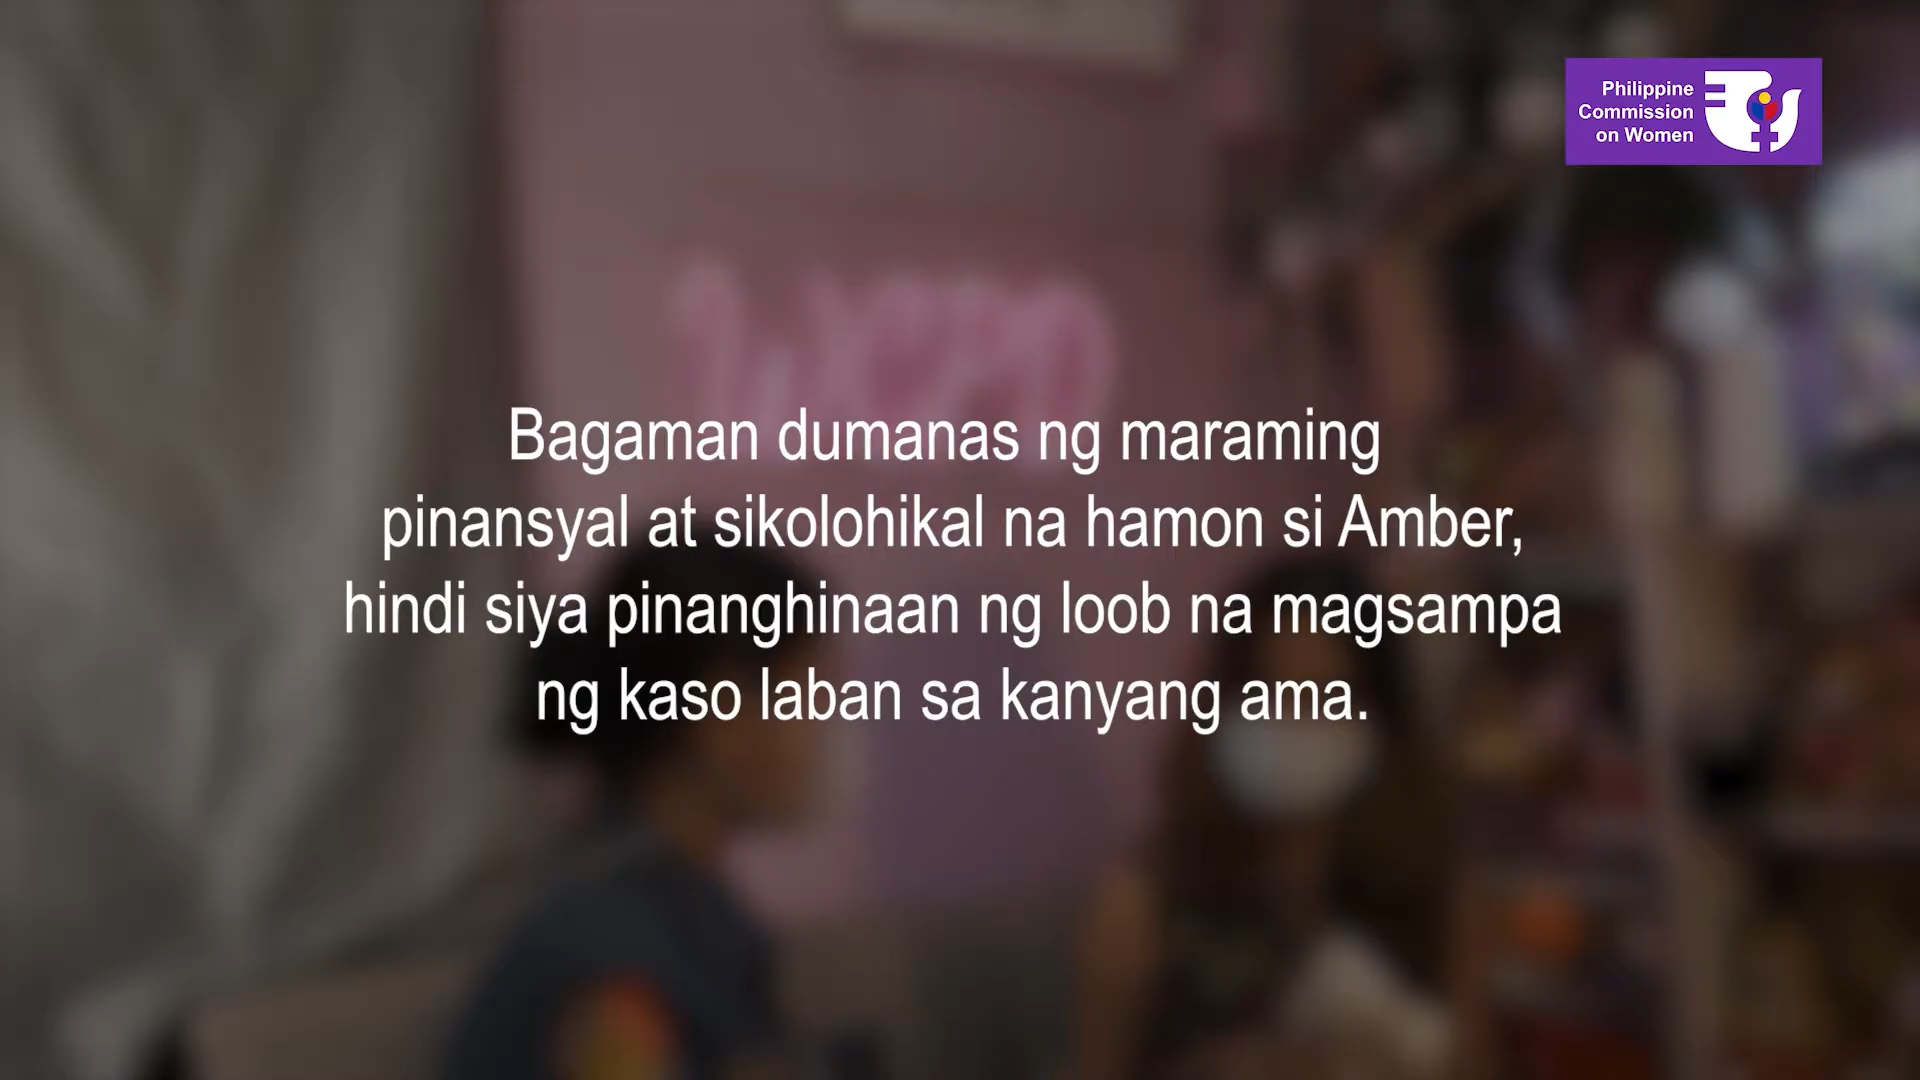 Philippine
Commission
on Women
Bagaman dumanas ng maraming
pinansyal at sikolohikal na hamon si Amber,
hindi siya pinanghinaan ng loob na magsampa
ng kaso laban sa kanyang ama.